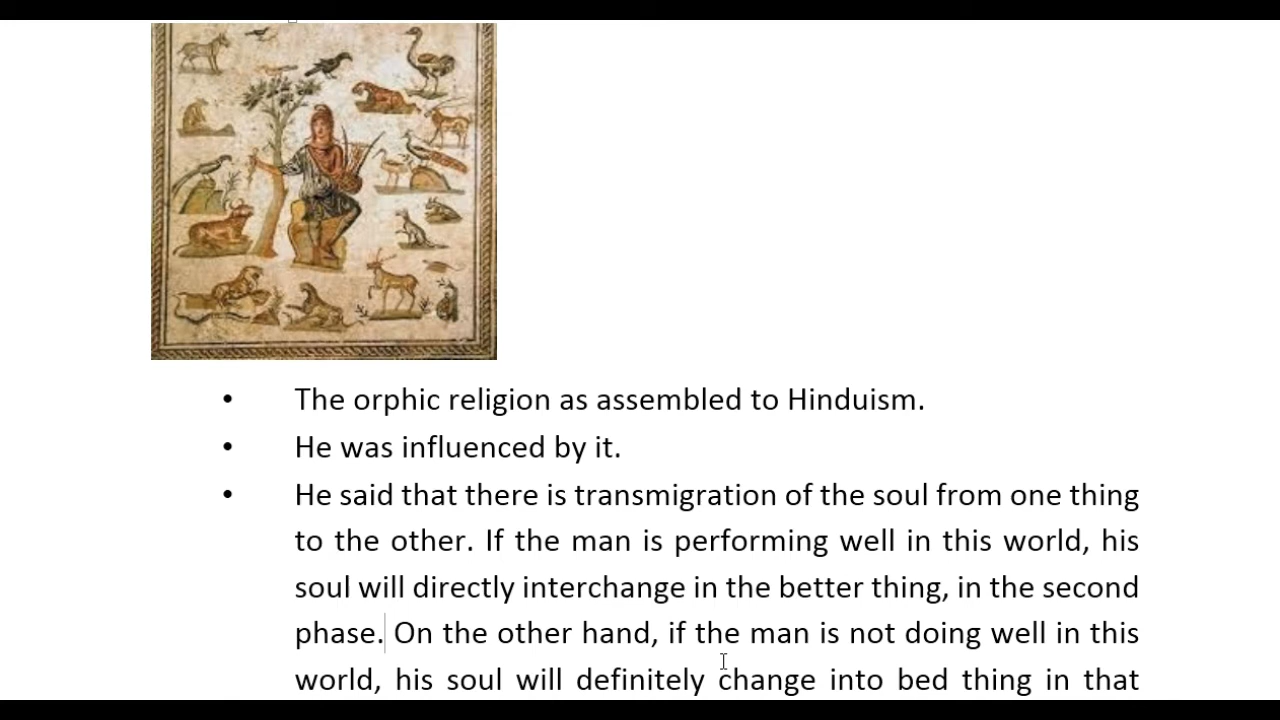 • The orphic religion as assembled to Hinduism.
• He was influenced by it.
• He said that there is transmigration of the soul from one thing
to the other. If the man is performing well in this world, his
soul will directly interchange in the better thing, in the second
phase. On the other hand, if the man is not doing well in this
world, his soul will definitely change into bed thing in that